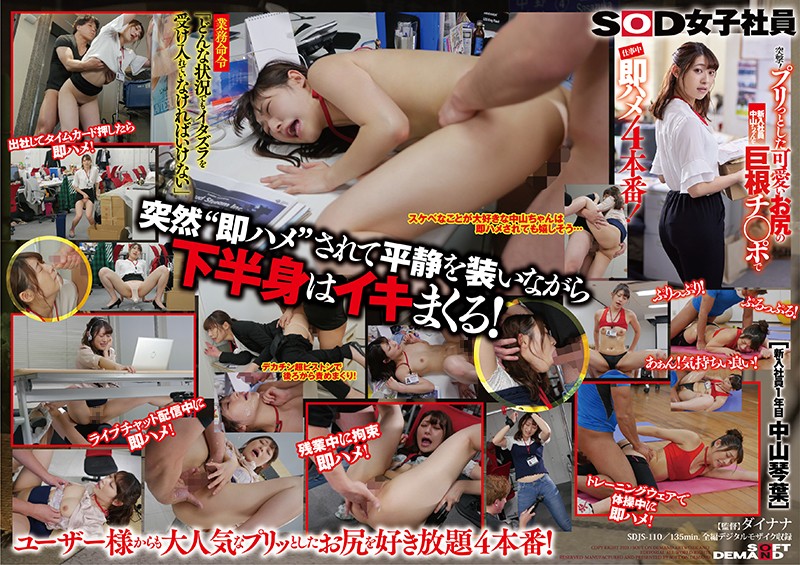 SOD女子社員
突撃!
プリっとした可愛いお尻の
新入社員
中山ちゃんに
巨根チ◯ポで
仕事中
即ハメ4本番!
業務命令
「どんな状況でもイタズラを
受け入れていなければいけない」
出社してタイムカード押したら
即ハメ!
スケベなことが大好きな中山ちゃんは
即ハメされても嬉しそう…
突然“即ハメ”されて平静を装いながら
下半身はイキまくる!
ぷりっぷり!
ぷるっぷる!
あぁん!気持ちい良い!
デカチン超ピストンで
後ろから責めまくり!
ライブチャット配信中に
即ハメ!
残業中に拘束
即ハメ!
トレーニングウェアで
体操中に
即ハメ!
[新入社員1年目 中山琴葉]
ユーザー様からも大人気なプリッとしたお尻を好き放題4本番!
【監督】ダイナナ
SDJS-110/135min. 全編デジタルモザイク収録
SOFT ON DEMAND